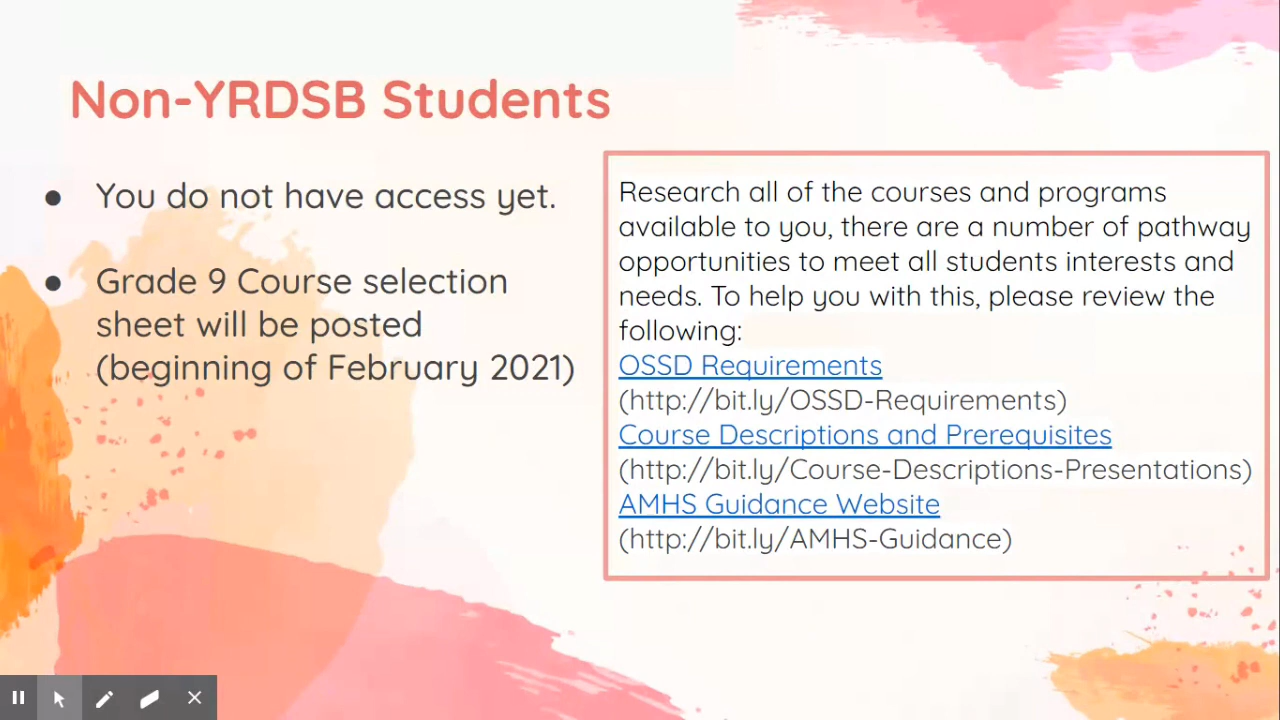 Non-YRDSB Students
● You do not have access yet.
● Grade 9 Course selection
sheet will be posted
(beginning of February 2021)
Research all of the courses and programs
available to you, there are a number of pathway
opportunities to meet all students interests and
needs. To help you with this, please review the
following:
OSSD Requirements
(http://bit.ly/OSSD-Requirements)
Course Descriptions and Prerequisites
(http://bit.ly/Course-Descriptions-Presentations)
AMHS Guidance Website
(http://bit.ly/AMHS-Guidance)